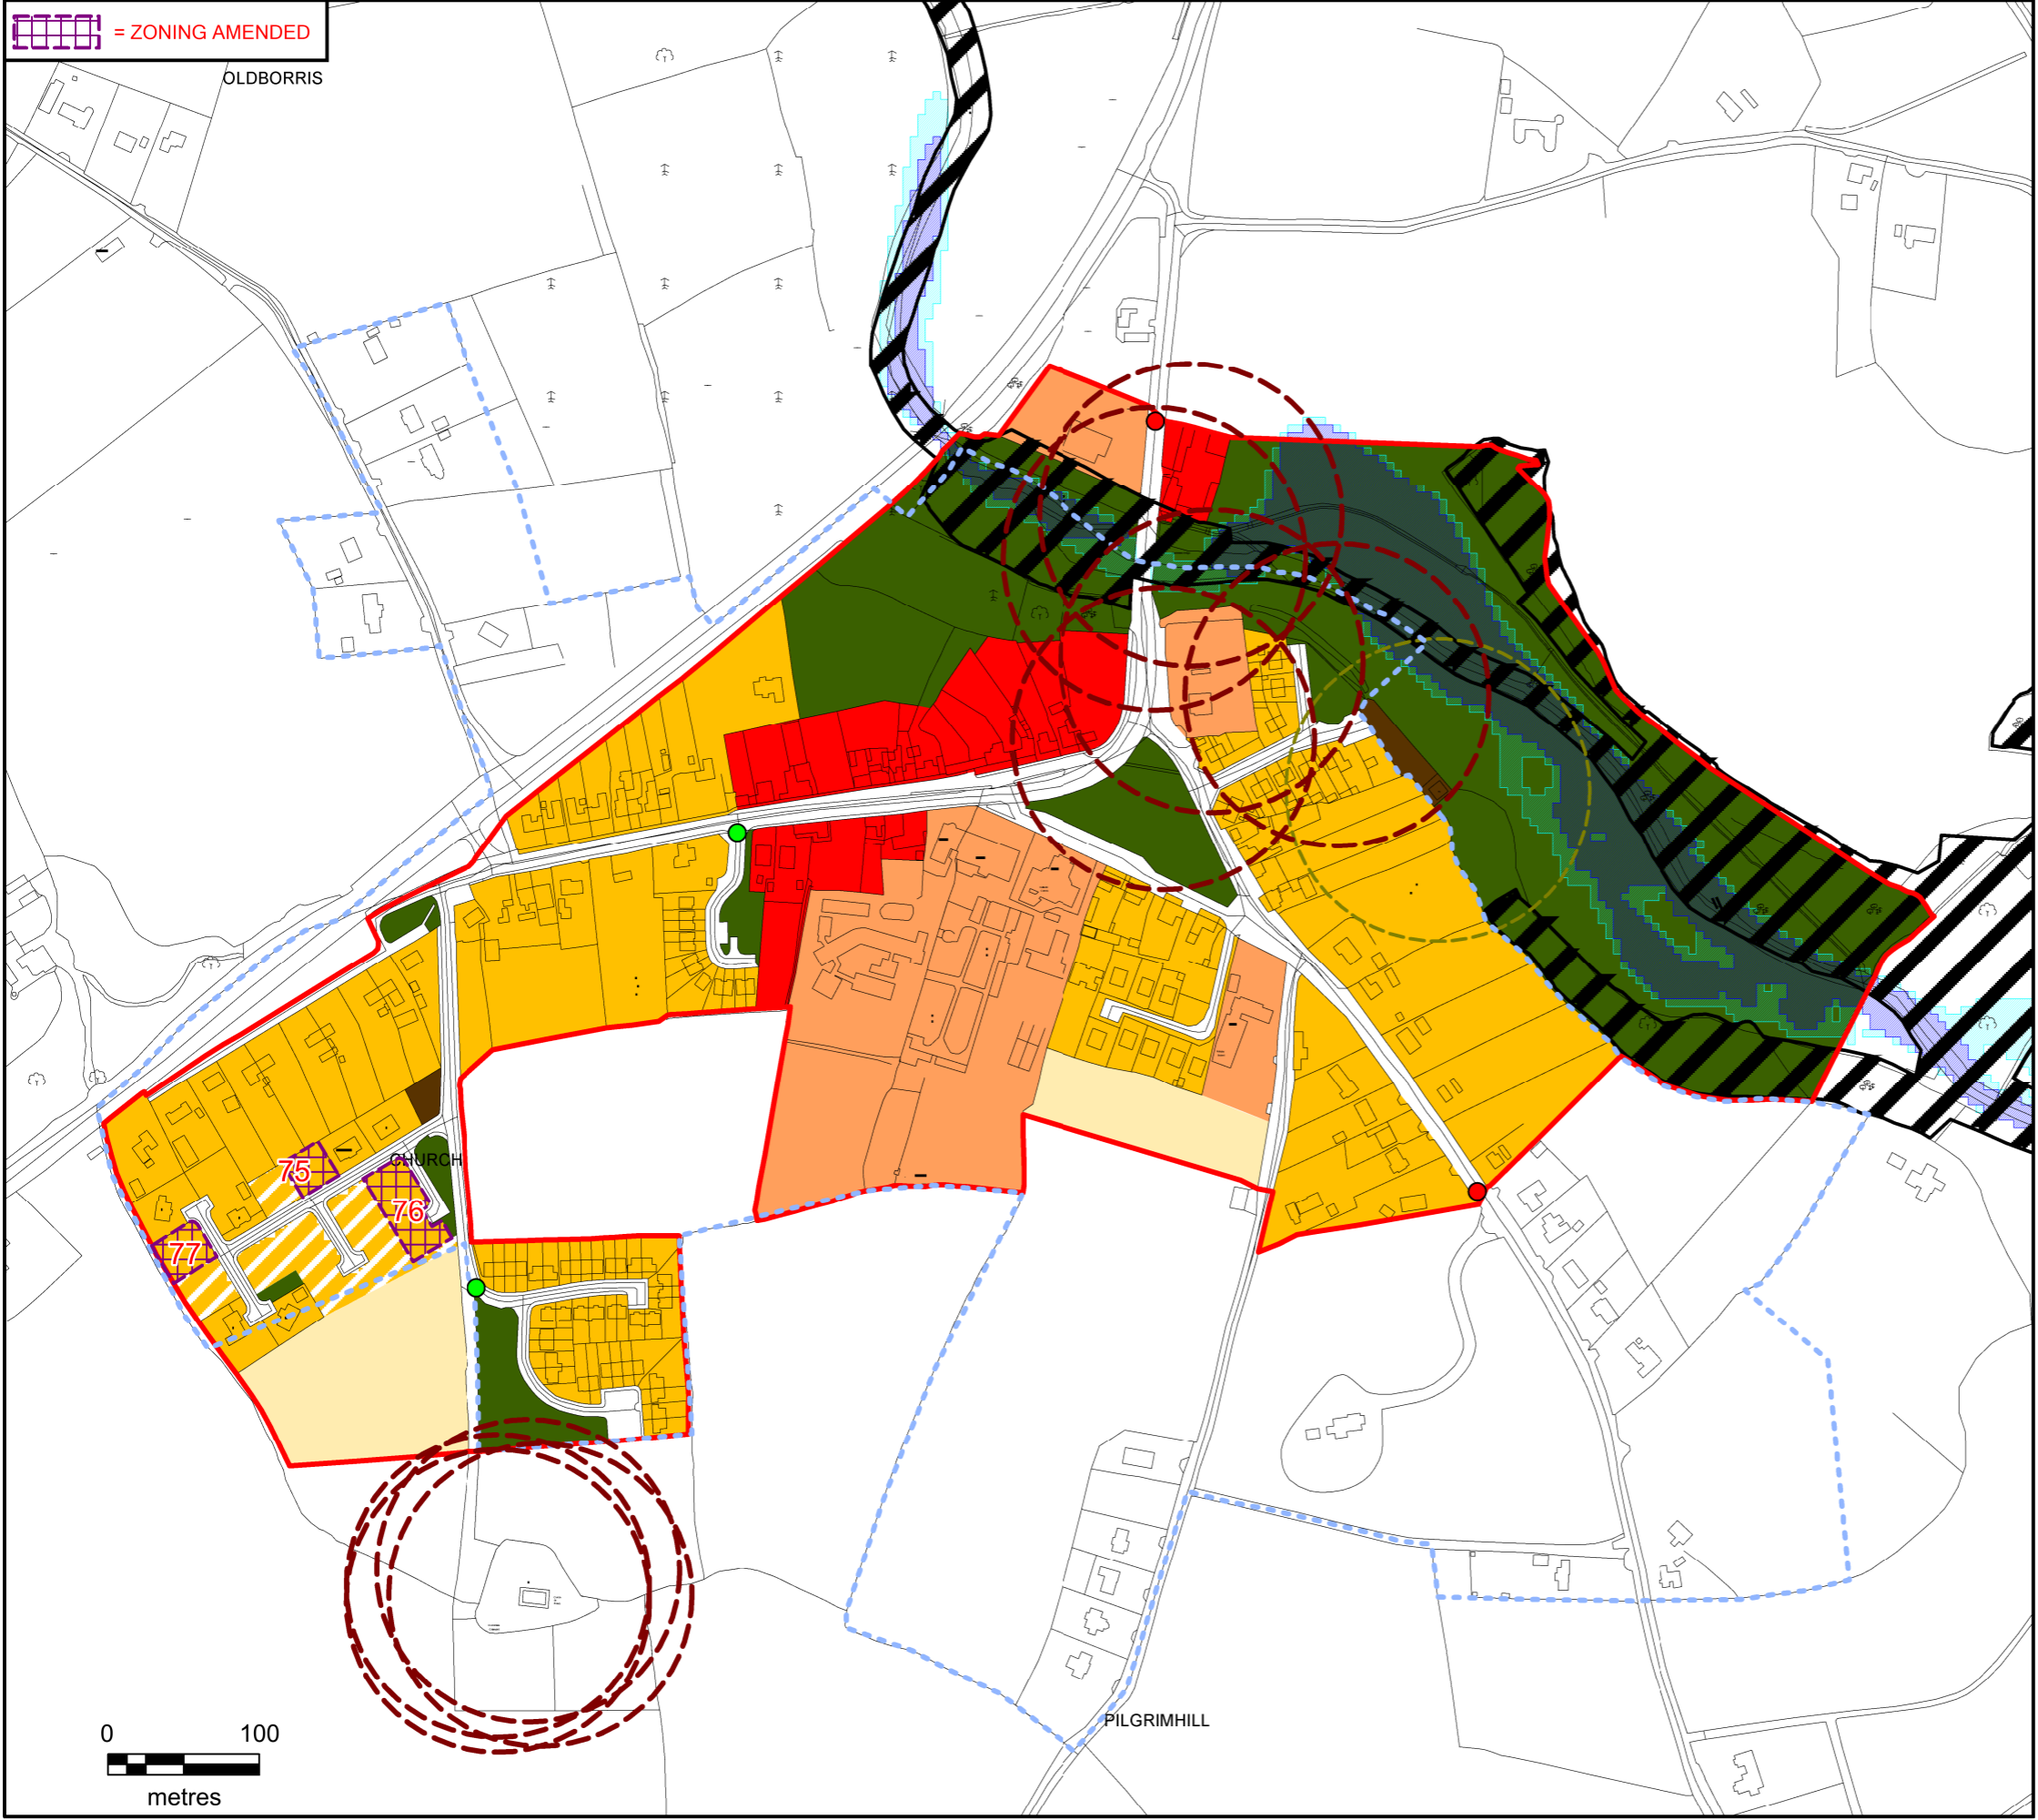 = ZONING AMENDED
OLDBORRIS
CHURCH
75
76
77
PILGRIMHILL
0 100
metres